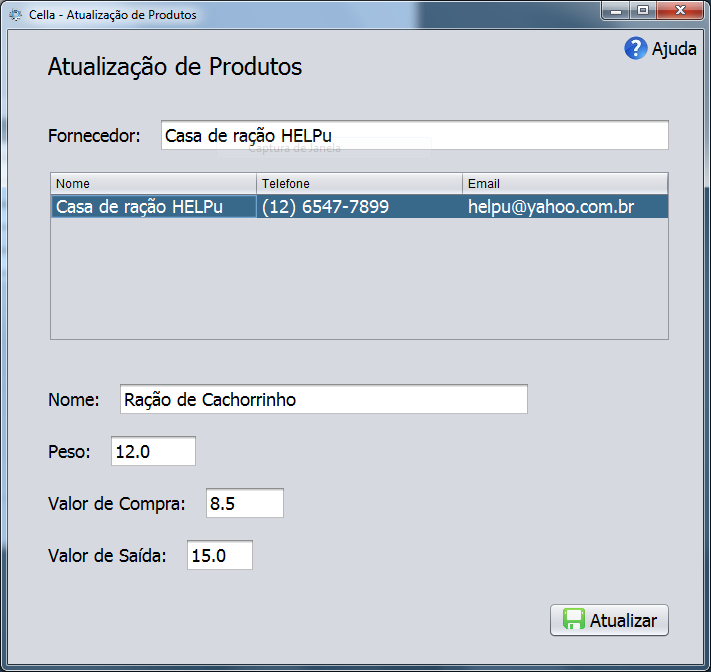 Cella - Atualização de Produtos
Ajuda
Atualização de Produtos
Fornecedor: Casa de ração HELPu
Captura de Janela
Nome Telefone Email
Casa de ração HELPu (12) 6547-7899 helpu@yahoo.com.br
Nome: Ração de Cachorrinho
Peso: 12.0
Valor de Compra: 8.5
Valor de Saída: 15.0
Atualizar